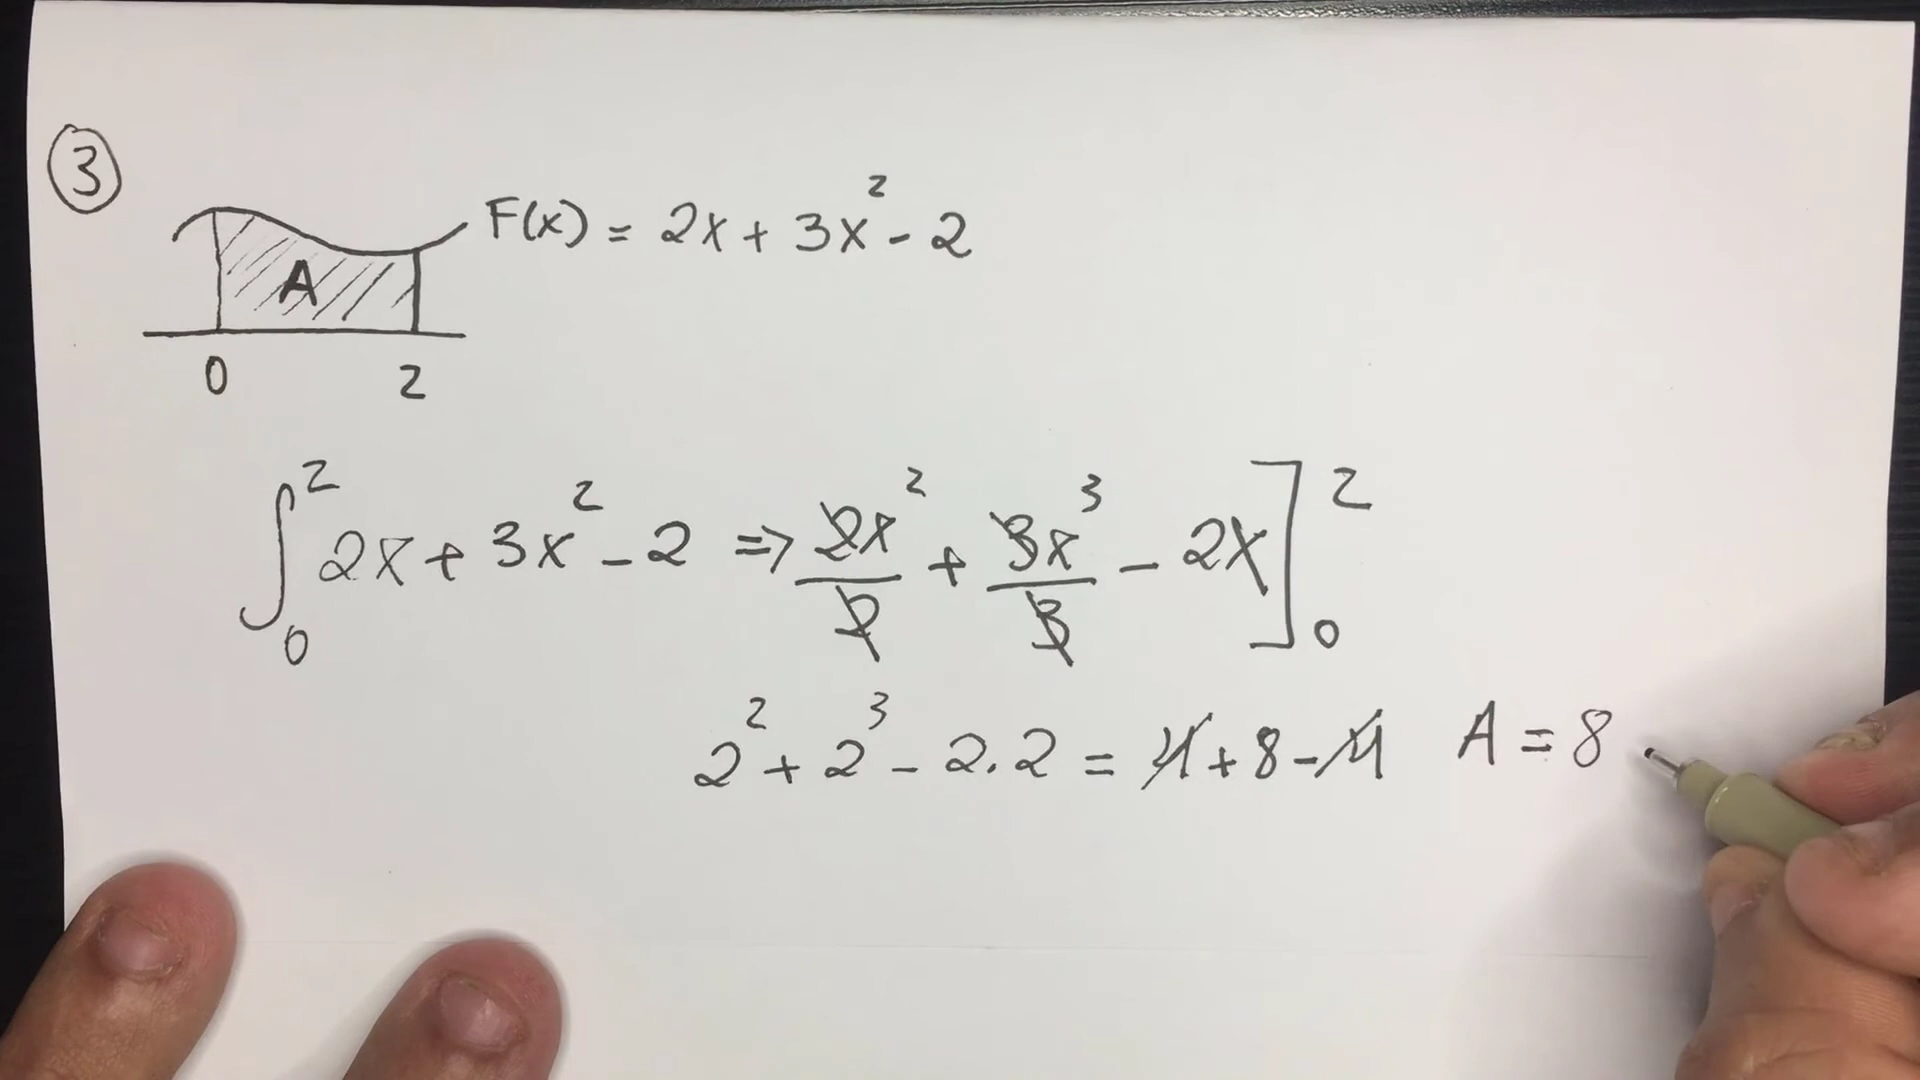 ③
F(x) = 2x + 3x² - 2
A
0 2
∫₀² 2x + 3x² - 2 ⇒ 2x²/2 + 3x³/3 - 2x]₀²
2² + 2³ - 2.2 = 4 + 8 - 4 A = 8